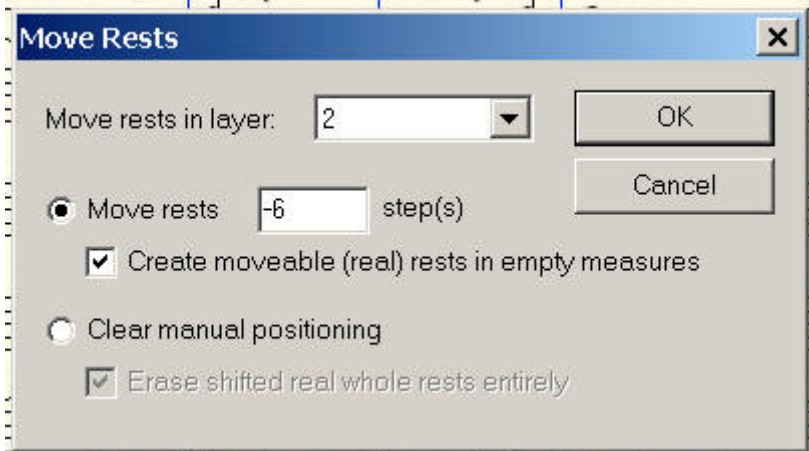 Move Rests
Move rests in layer: 2
OK
Cancel
Move rests -6 step(s)
Create moveable (real) rests in empty measures
Clear manual positioning
Erase shifted real whole rests entirely